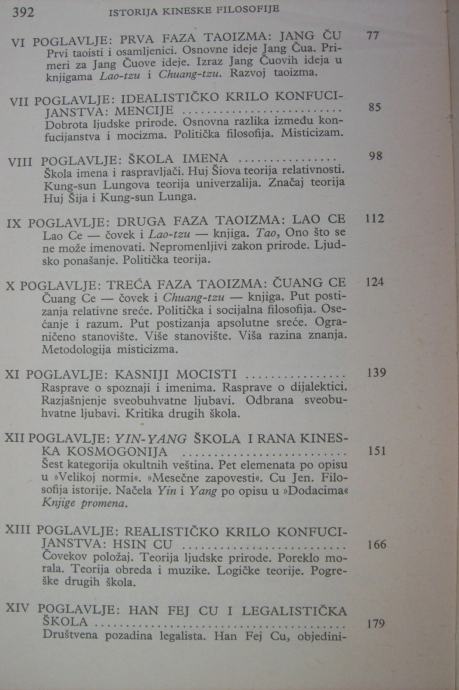 392 ISTORIJA KINESKE FILOSOFIJE
VI POGLAVLJE: PRVA FAZA TAOIZMA: JANG ČU 77
Prvi taoisti i osamljenici. Osnovne ideje Jang Čua. Pri-
meri za Jang Čuove ideje. Izraz Jang Čuovih ideja u
knjigama Lao-tzu i Chuang-tzu. Razvoj taoizma.
VII POGLAVLJE: IDEALISTIČKO KRILO KONFUCI-
JANSTVA: MENCIJE .......................... 85
Dobrota ljudske prirode. Osnovna razlika između kon-
fucijanstva i mocizma. Politička filosofija. Misticizam.
VIII POGLAVLJE: ŠKOLA IMENA ................ 98
Škola imena i raspravljači. Huj Šiova teorija relativnosti.
Kung-sun Lungova teorija univerzalija. Značaj teorija
Huj Šija i Kung-sun Lunga.
IX POGLAVLJE: DRUGA FAZA TAOIZMA: LAO CE 112
Lao Ce — čovek i Lao-tzu — knjiga. Tao, Ono što se
ne može imenovati. Nepromenljivi zakon prirode. Ljud-
sko ponašanje. Politička teorija.
X POGLAVLJE: TREĆA FAZA TAOIZMA: ČUANG CE 124
Čuang Ce — čovek i Chuang-tzu — knjiga. Put posti-
zanja relativne sreće. Politička i socijalna filosofija. Ose-
ćanje i razum. Put postizanja apsolutne sreće. Ogra-
ničeno stanovište. Više stanovište. Viša razina znanja.
Metodologija misticizma.
XI POGLAVLJE: KASNIJI MOCISTI ................ 139
Rasprave o spoznaji i imenima. Rasprave o dijalektici.
Razjašnjenje sveobuhvatne ljubavi. Odbrana sveobu-
hvatne ljubavi. Kritika drugih škola.
XII POGLAVLJE: YIN-YANG ŠKOLA I RANA KINES-
KA KOSMOGONIJA .......................... 151
Šest kategorija okultnih veština. Pet elemenata po opisu
u »Velikoj normi«. »Mesečne zapovesti«. Cu Jen. Filo-
sofija istorije. Načela Yin i Yang po opisu u »Dodacima«
Knjige promena.
XIII POGLAVLJE: REALISTIČKO KRILO KONFUCI-
JANSTVA: HSIN CU .......................... 166
Čovekov položaj. Teorija ljudske prirode. Poreklo mo-
rala. Teorija obreda i muzike. Logičke teorije. Pogre-
ške drugih škola.
XIV POGLAVLJE: HAN FEJ CU I LEGALISTIČKA
ŠKOLA ........................................ 179
Društvena pozadina legalista. Han Fej Cu, objedini-